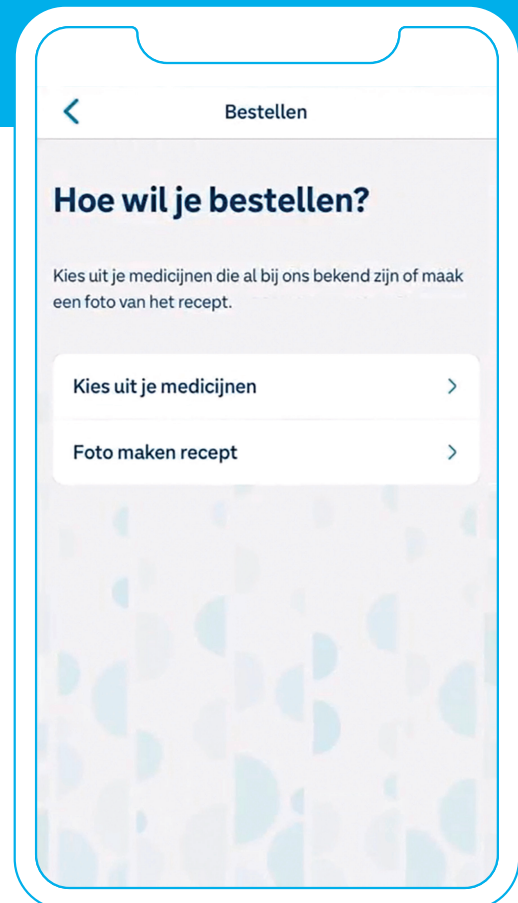 Bestellen
Hoe wil je bestellen?
Kies uit je medicijnen die al bij ons bekend zijn of maak
een foto van het recept.
Kies uit je medicijnen
Foto maken recept